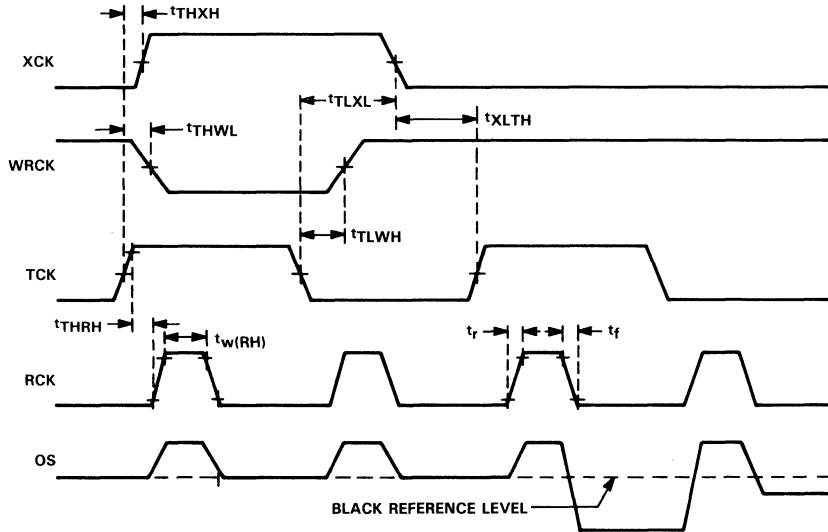 tTHXH
XCK
tTLXL
tXLTH
tTHWL
WRCK
tTLWH
TCK
tTHRH
tw(RH)
tr
tf
RCK
OS
BLACK REFERENCE LEVEL